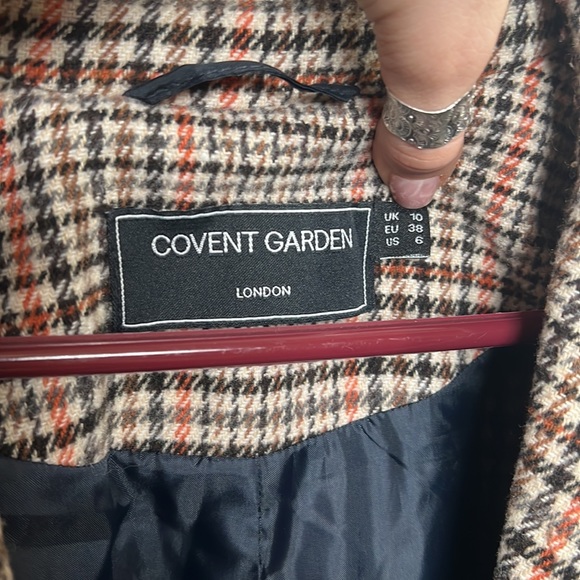 COVENT GARDEN
LONDON
UK 10
EU 38
US 6